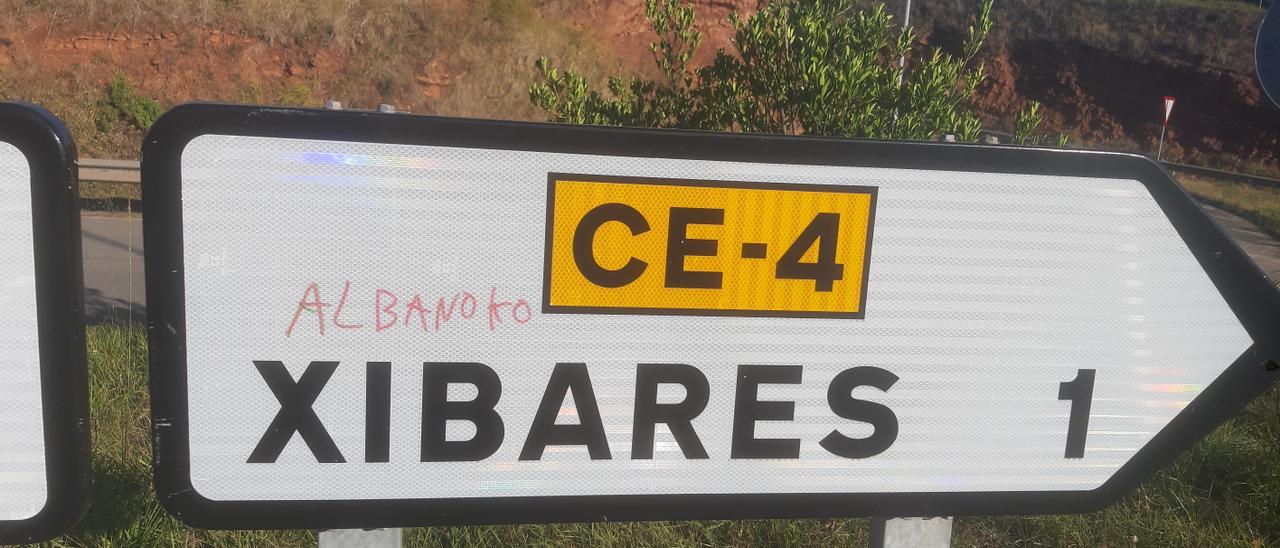 CE-4
ALBANOKO
XIBARES 1